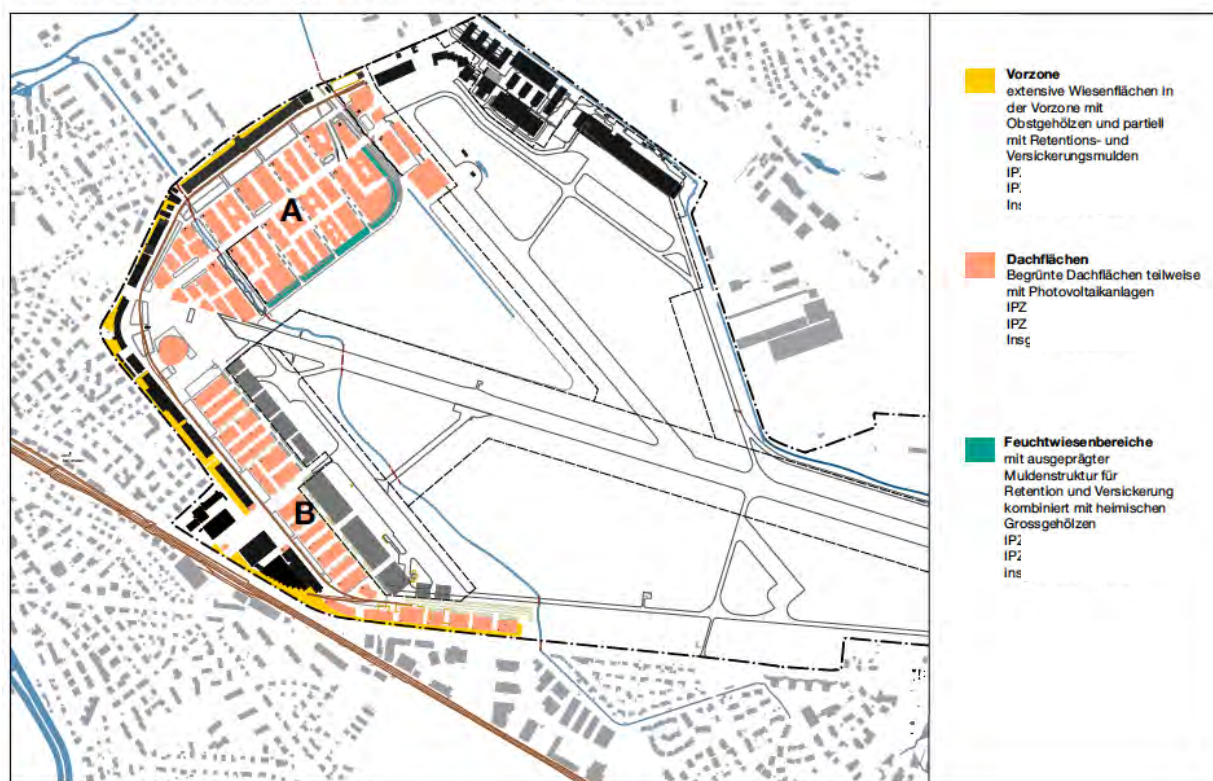 A
B
Vorzone
extensive Wiesenflächen in
der Vorzone mit
Obstgehölzen und partiell
mit Retentions- und
Versickerungsmulden
Dachflächen
Begrünte Dachflächen teilweise
mit Photovoltaikanlagen
IPZ
IPZ
Feuchtwiesenbereiche
mit ausgeprägter
Muldenstruktur für
Retention und Versickerung
kombiniert mit heimischen
Grossgehölzen